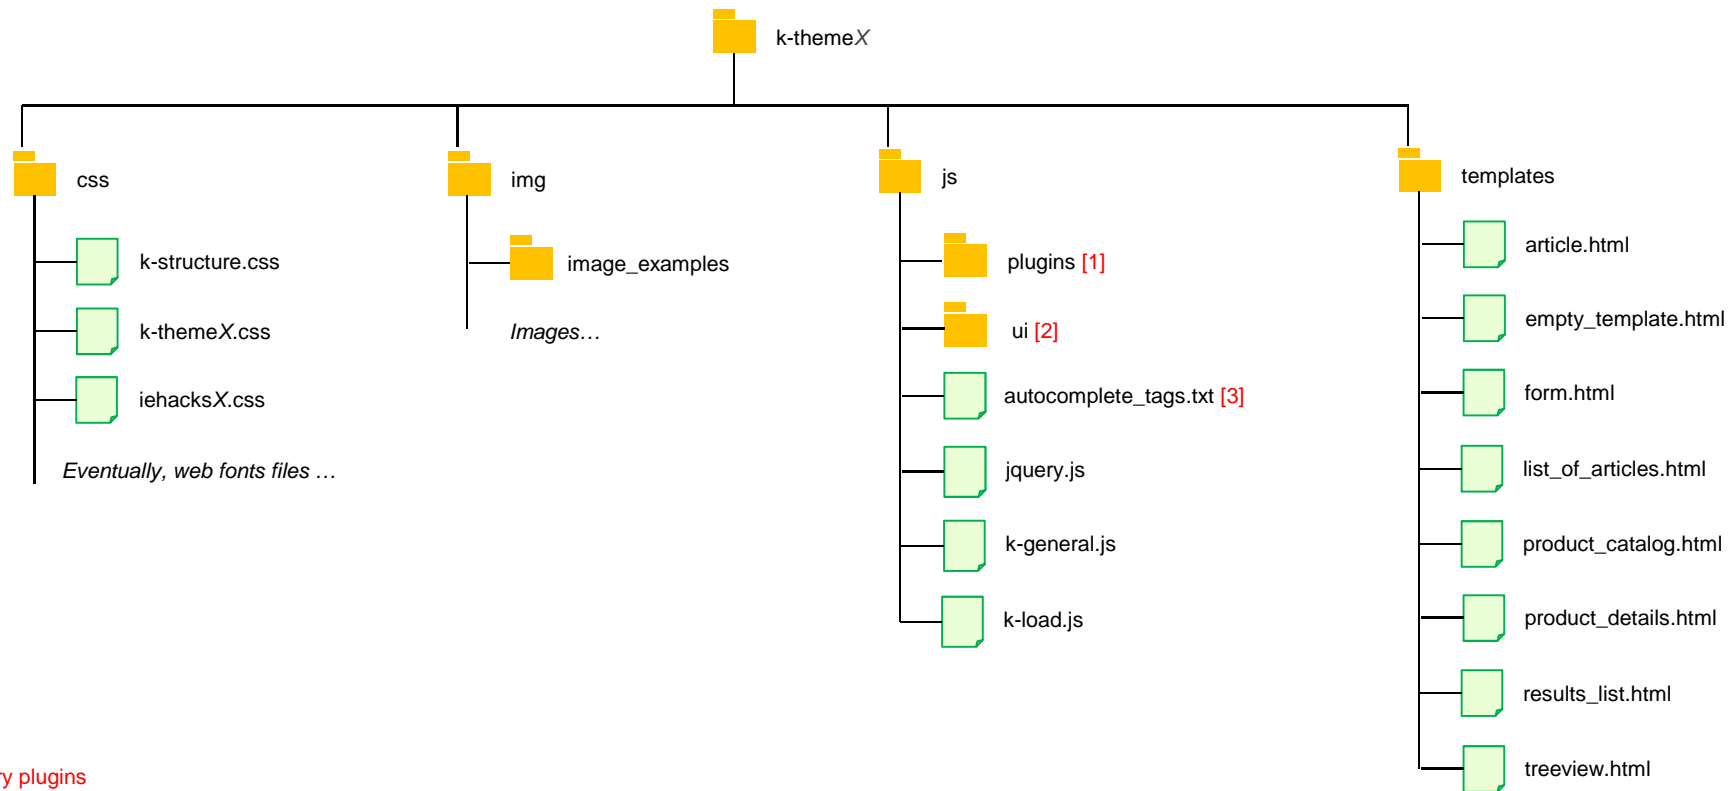 k-themeX
css
k-structure.css
k-themeX.css
iehacksX.css
Eventually, web fonts files …
img
image_examples
Images…
js
plugins [1]
ui [2]
autocomplete_tags.txt [3]
jquery.js
k-general.js
k-load.js
templates
article.html
empty_template.html
form.html
list_of_articles.html
product_catalog.html
product_details.html
results_list.html
treeview.html
plugins